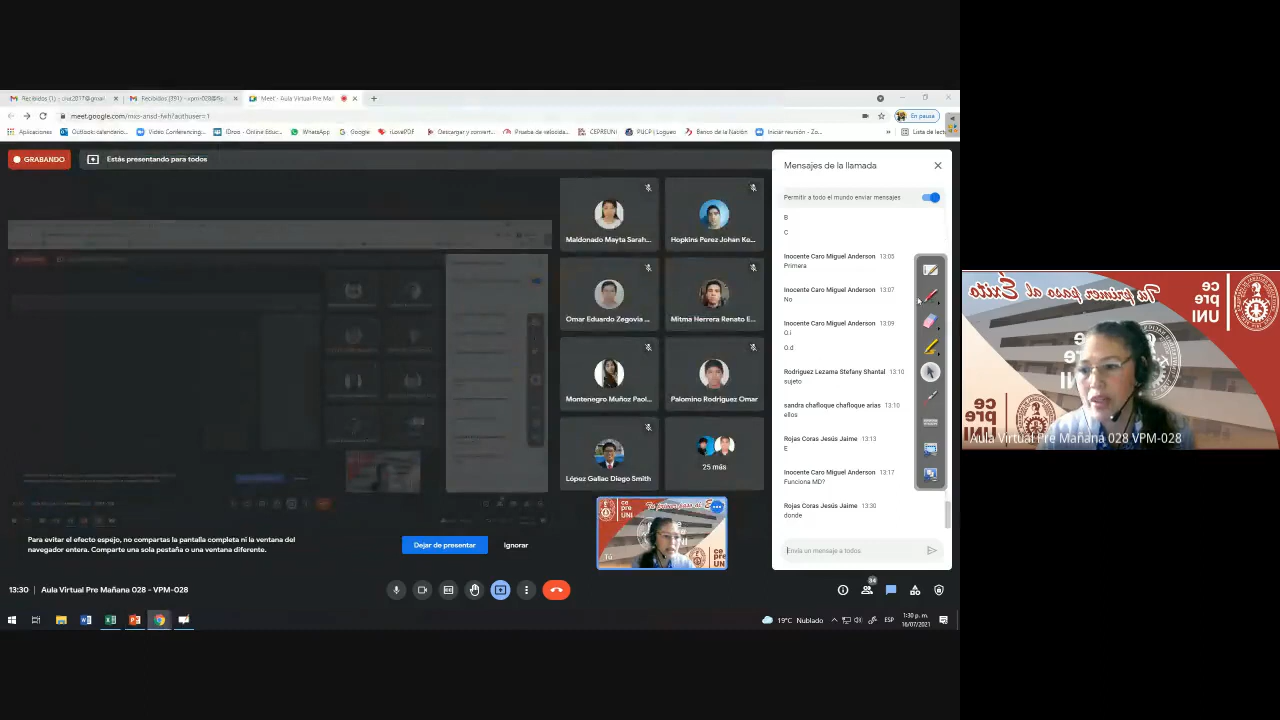 Recibidos (1) - 
Recibidos (391) - vpm-028@
Meet - Aula Virtual Pre Ma
meet.google.com/mxs-ansd-fwh?authuser=1
En pausa
Aplicaciones
Outlook: calendario...
Video Conferencing...
IDroo - Online Educ...
WhatsApp
Google
iLovePDF
Descargar y convert...
Prueba de velocida...
CEPREUNI
PUCP | Logues
Banco de la Nación
Iniciar reunión - Zo...
Lista de lect
GRABANDO
Estás presentando para todos
Mensajes de la llamada
Permitir a todo el mundo enviar mensajes
B
C
Inocente Caro Miguel Anderson 13:05
Primera
Inocente Caro Miguel Anderson 13:07
No
Inocente Caro Miguel Anderson 13:09
O.i
O.d
Rodriguez Lezama Stefany Shantal 13:10
sujeto
sandra chafloque chafloque arias 13:10
ellos
Rojas Coras Jesús Jaime 13:13
E
Inocente Caro Miguel Anderson 13:17
Funciona MD?
Rojas Coras Jesús Jaime 13:30
donde
Envía un mensaje a todos
Maldonado Mayta Sarah...
Hopkins Perez Johan Ke...
Omar Eduardo Zegovia ...
Mitma Herrera Renato E...
Montenegro Muñoz Paol...
Palomino Rodriguez Omar
López Gallac Diego Smith
25 más
Tú
Para evitar el efecto espejo, no compartas la pantalla completa ni la ventana del
navegador entera. Comparte una sola pestaña o una ventana diferente.
Dejar de presentar
Ignorar
13:30
Aula Virtual Pre Mañana 028 - VPM-028
34
19°C Nublado
ESP
1:30 p. m.
16/07/2021
Tu primer paso al Éxito
ce
pre
UNI
ce
pre
UNI
Aula Virtual Pre Mañana 028 VPM-028